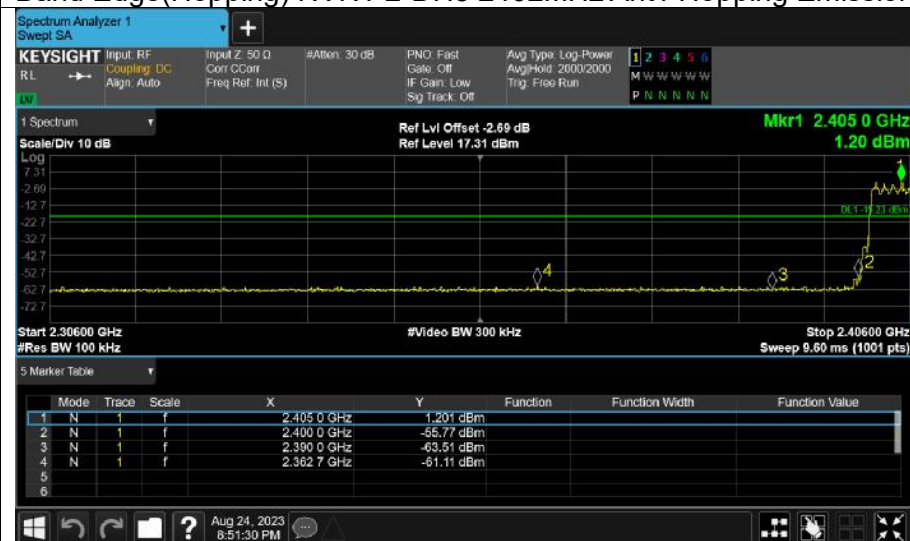 Spectrum Analyzer 1
Swept SA
+
KEYSIGHT Input: RF Input Z: 50 Ω #Atten: 30 dB PNO: Fast Avg Type: Log-Power 1 2 3 4 5 6
RL Coupling: DC Corr CCorr Gate: Off Avg|Hold: 2000/2000 M W W W W W
Align: Auto Freq Ref: Int (S) IF Gain: Low Trig: Free Run P N N N N N
Sig Track: Off
1 Spectrum Ref Lvl Offset -2.69 dB Mkr1 2.405 0 GHz
Scale/Div 10 dB Ref Level 17.31 dBm 1.20 dBm
Log
7.31
-2.69
-12.7
-22.7
-32.7
-42.7
-52.7
-62.7
-72.7
4
3
2
Start 2.30600 GHz #Video BW 300 kHz Stop 2.40600 GHz
#Res BW 100 kHz Sweep 9.60 ms (1001 pts)
5 Marker Table
Mode Trace Scale X Y Function Function Width Function Value
1 N 1 f 2.405 0 GHz 1.201 dBm
2 N 1 f 2.400 0 GHz -55.77 dBm
3 N 1 f 2.390 0 GHz -63.51 dBm
4 N 1 f 2.362 7 GHz -61.11 dBm
5
6
? Aug 24, 2023
8:51:30 PM